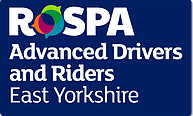 RoSPA
Advanced Drivers
and Riders
East Yorkshire